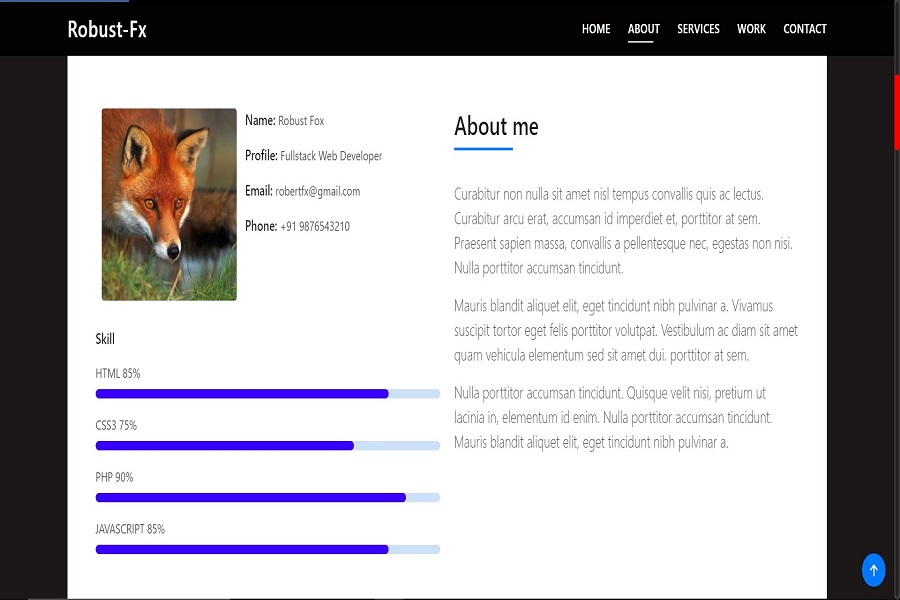 Robust-Fx
HOME ABOUT SERVICES WORK CONTACT
Name: Robust Fox
Profile: Fullstack Web Developer
Email: robertfx@gmail.com
Phone: +91 9876543210
Skill
HTML 85%
CSS3 75%
PHP 90%
JAVASCRIPT 85%
About me
Curabitur non nulla sit amet nisl tempus convallis quis ac lectus.
Curabitur arcu erat, accumsan id imperdiet et, porttitor at sem.
Praesent sapien massa, convallis a pellentesque nec, egestas non nisi.
Nulla porttitor accumsan tincidunt.
Mauris blandit aliquet elit, eget tincidunt nibh pulvinar a. Vivamus
suscipit tortor eget felis porttitor volutpat. Vestibulum ac diam sit amet
quam vehicula elementum sed sit amet dui. porttitor at sem.
Nulla porttitor accumsan tincidunt. Quisque velit nisi, pretium ut
lacinia in, elementum id enim. Nulla porttitor accumsan tincidunt.
Mauris blandit aliquet elit, eget tincidunt nibh pulvinar a.